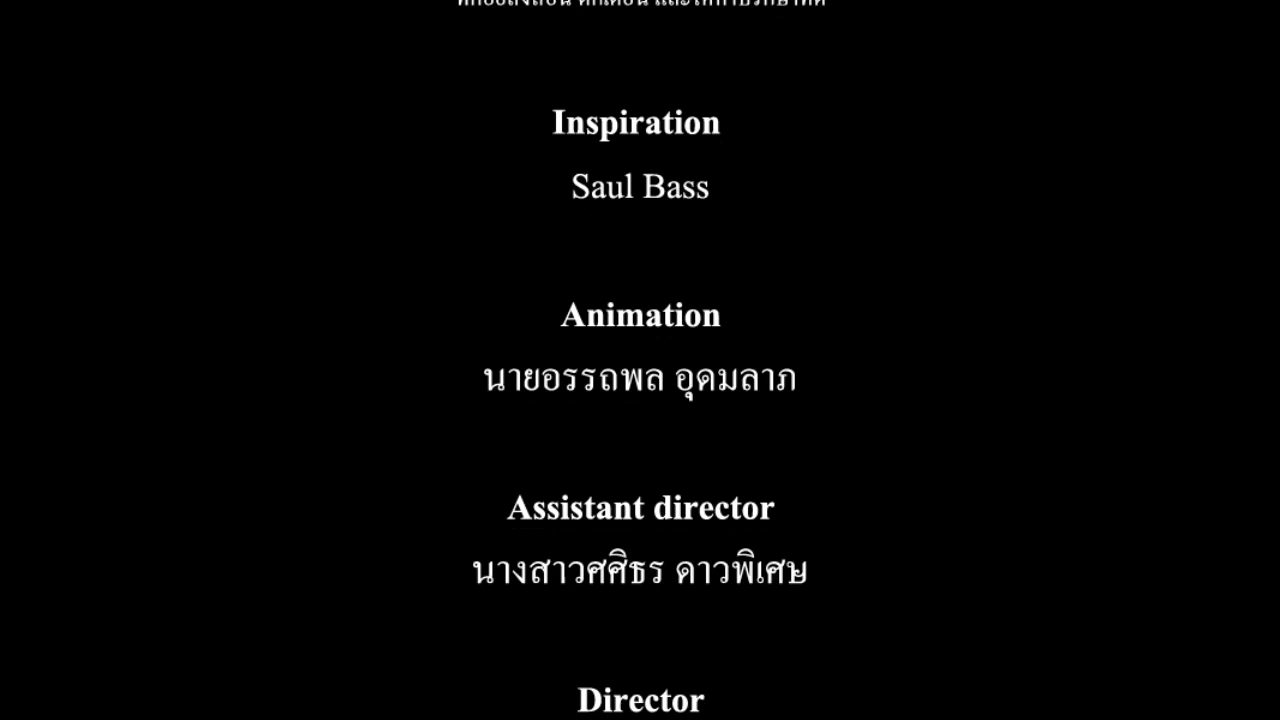 Inspiration
Saul Bass
Animation
นายอรรถพล อุดมลาภ
Assistant director
นางสาวศศิธร ดาวพิเศษ
Director